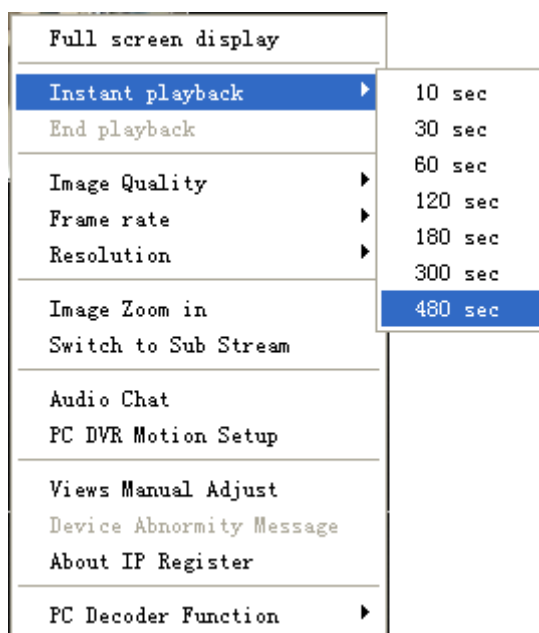 Full screen display
Instant playback
End playback
Image Quality
Frame rate
Resolution
Image Zoom in
Switch to Sub Stream
Audio Chat
PC DVR Motion Setup
Views Manual Adjust
Device Abnormity Message
About IP Register
PC Decoder Function
10 sec
30 sec
60 sec
120 sec
180 sec
300 sec
480 sec